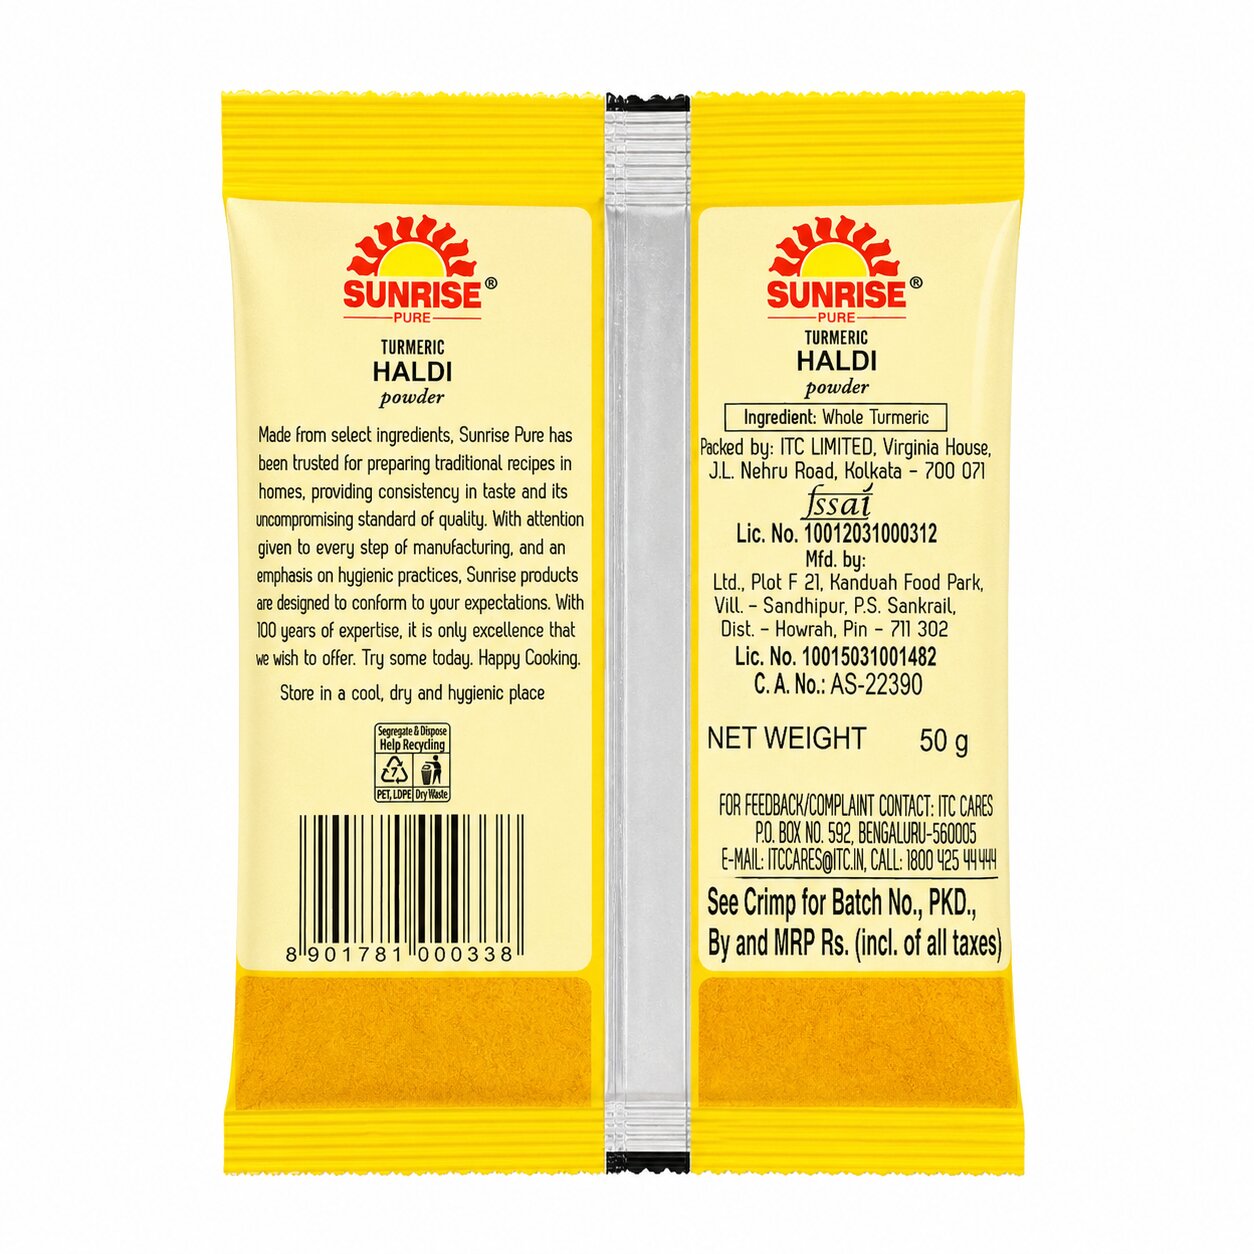 SUNRISE®
PURE
TURMERIC
HALDI
powder
Made from select ingredients, Sunrise Pure has
been trusted for preparing traditional recipes in
homes, providing consistency in taste and its
uncompromising standard of quality. With attention
given to every step of manufacturing, and an
emphasis on hygienic practices, Sunrise products
are designed to conform to your expectations. With
100 years of expertise, it is only excellence that
we wish to offer. Try some today. Happy Cooking.
Store in a cool, dry and hygienic place
Segregate & Dispose
Help Recycling
7
PET, LDPE Dry Waste
8 901781 000338
SUNRISE®
PURE
TURMERIC
HALDI
powder
Ingredient: Whole Turmeric
Packed by: ITC LIMITED, Virginia House,
J.L. Nehru Road, Kolkata - 700 071
fssai
Lic. No. 10012031000312
Mfd. by:
Ltd., Plot F 21, Kanduah Food Park,
Vill. - Sandhipur, P.S. Sankrail,
Dist. - Howrah, Pin - 711 302
Lic. No. 10015031001482
C. A. No.: AS-22390
NET WEIGHT 50 g
FOR FEEDBACK/COMPLAINT CONTACT: ITC CARES
P.O. BOX NO. 592, BENGALURU-560005
E-MAIL: ITCCARES@ITC.IN, CALL: 1800 425 44444
See Crimp for Batch No., PKD.,
By and MRP Rs. (incl. of all taxes)